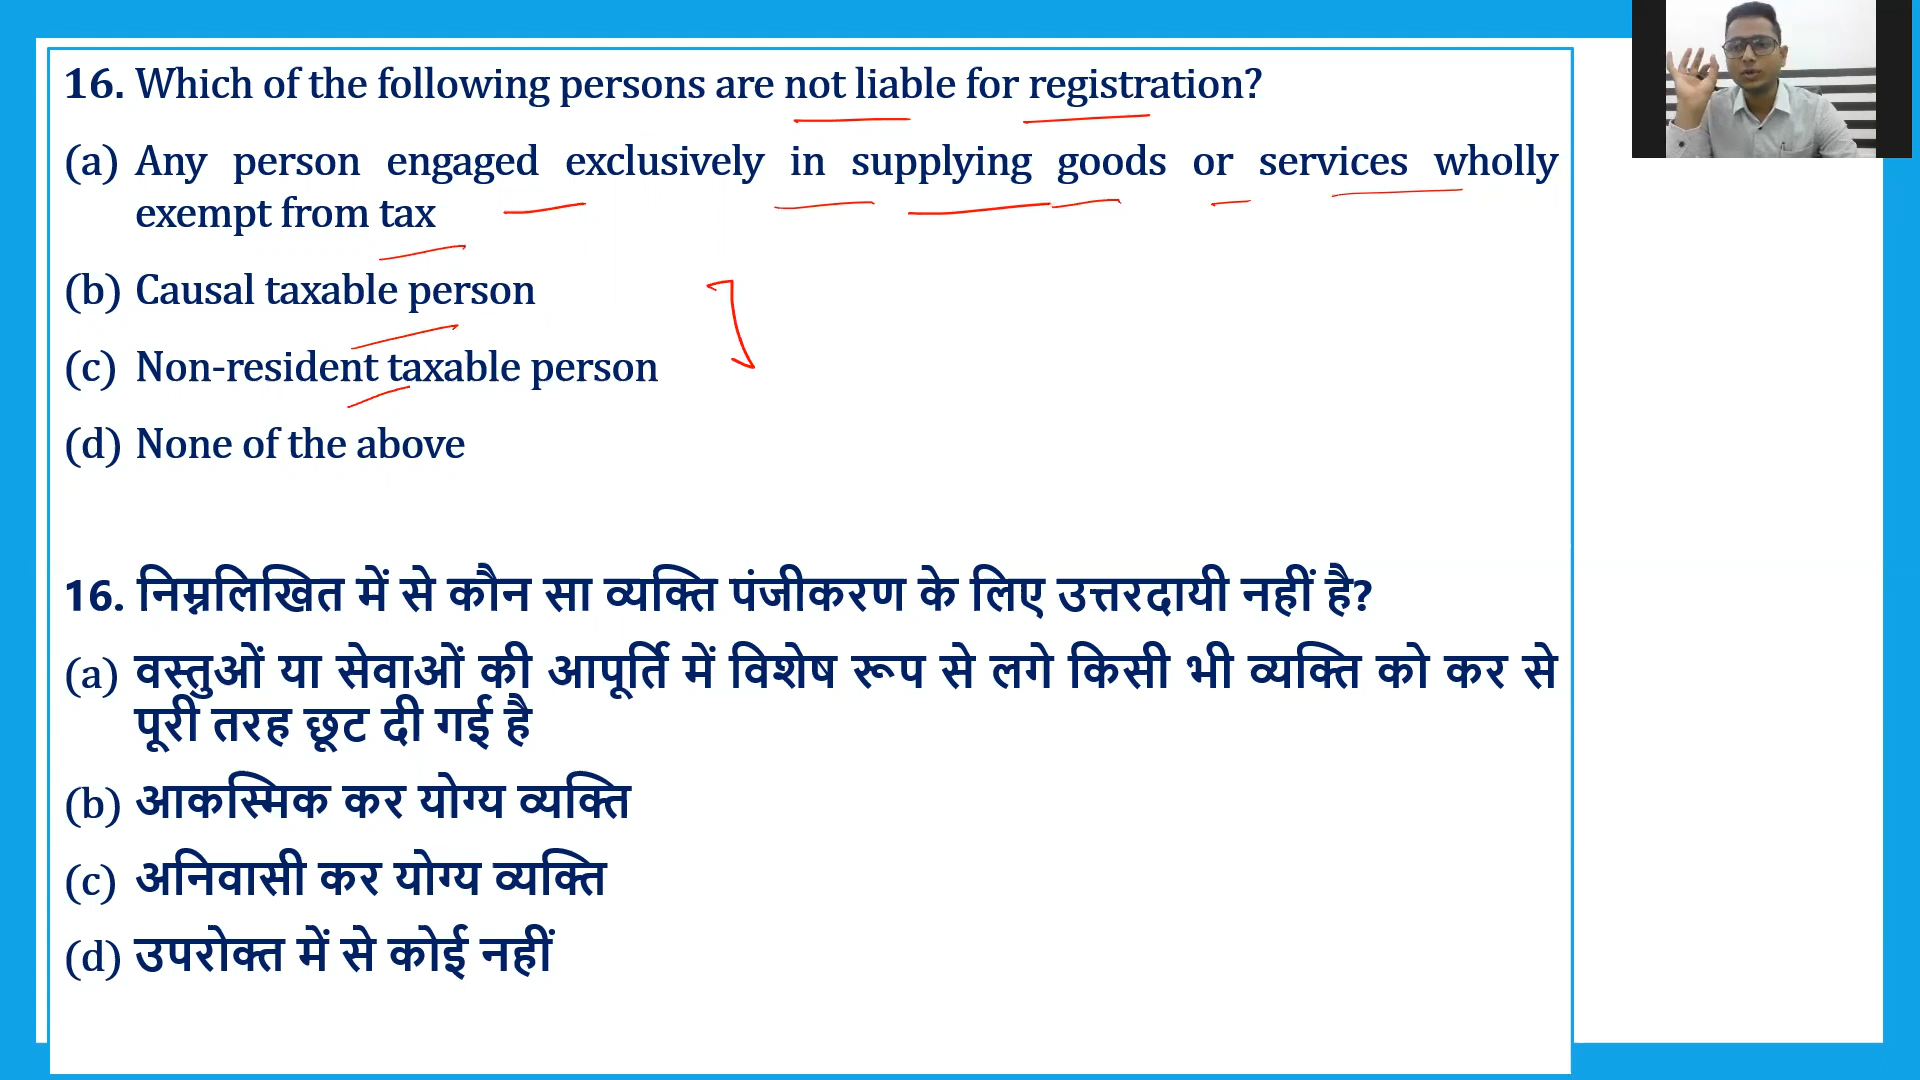 16. Which of the following persons are not liable for registration?
(a) Any person engaged exclusively in supplying goods or services wholly
exempt from tax
(b) Causal taxable person
(c) Non-resident taxable person
(d) None of the above
16. निम्नलिखित में से कौन सा व्यक्ति पंजीकरण के लिए उत्तरदायी नहीं है?
(a) वस्तुओं या सेवाओं की आपूर्ति में विशेष रूप से लगे किसी भी व्यक्ति को कर से
पूरी तरह छूट दी गई है
(b) आकस्मिक कर योग्य व्यक्ति
(c) अनिवासी कर योग्य व्यक्ति
(d) उपरोक्त में से कोई नहीं